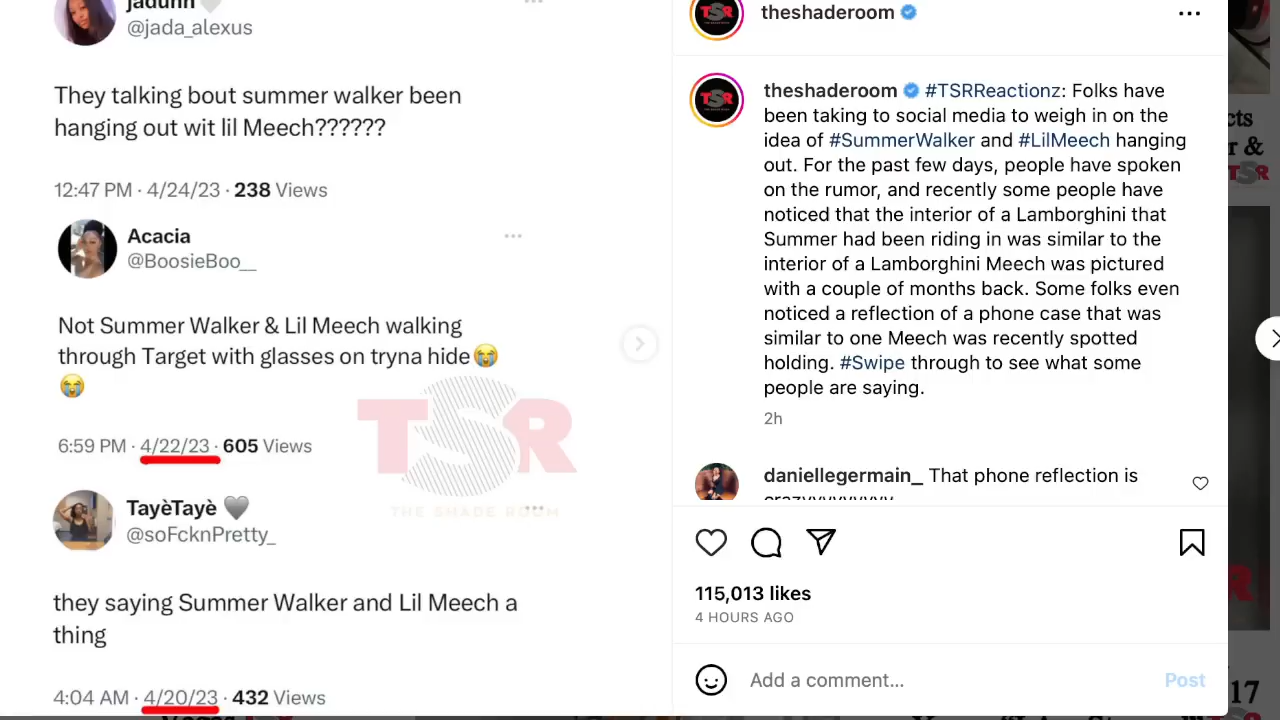 jadunn
@jada_alexus
They talking bout summer walker been
hanging out wit lil Meech??????
12:47 PM · 4/24/23 · 238 Views
Acacia
@BoosieBoo__
Not Summer Walker & Lil Meech walking
through Target with glasses on tryna hide😭
😭
6:59 PM · 4/22/23 · 605 Views
TSR
THE SHADE ROOM
TayèTayè 🩶
@soFcknPretty_
they saying Summer Walker and Lil Meech a
thing
4:04 AM · 4/20/23 · 432 Views
TSR
theshaderoom
TSR
theshaderoom #TSRReactionz: Folks have
been taking to social media to weigh in on the
idea of #SummerWalker and #LilMeech hanging
out. For the past few days, people have spoken
on the rumor, and recently some people have
noticed that the interior of a Lamborghini that
Summer had been riding in was similar to the
interior of a Lamborghini Meech was pictured
with a couple of months back. Some folks even
noticed a reflection of a phone case that was
similar to one Meech was recently spotted
holding. #Swipe through to see what some
people are saying.
2h
daniellegermain_ That phone reflection is
115,013 likes
4 HOURS AGO
Add a comment...
Post
cts
r &
TSR
17